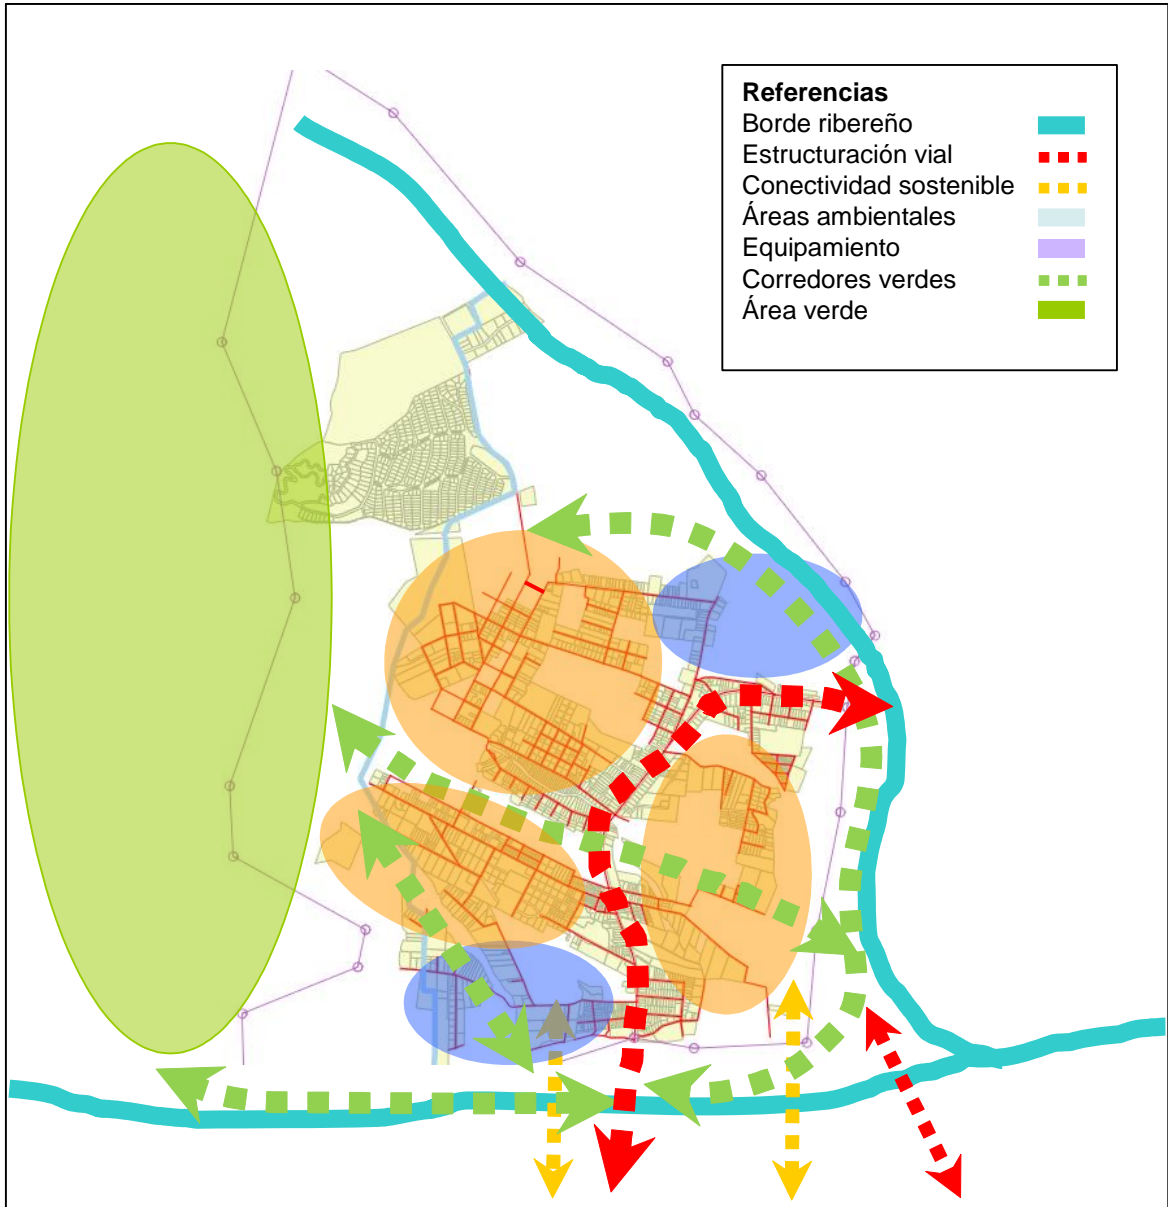 Referencias
Borde ribereño
Estructuración vial
Conectividad sostenible
Áreas ambientales
Equipamiento
Corredores verdes
Área verde